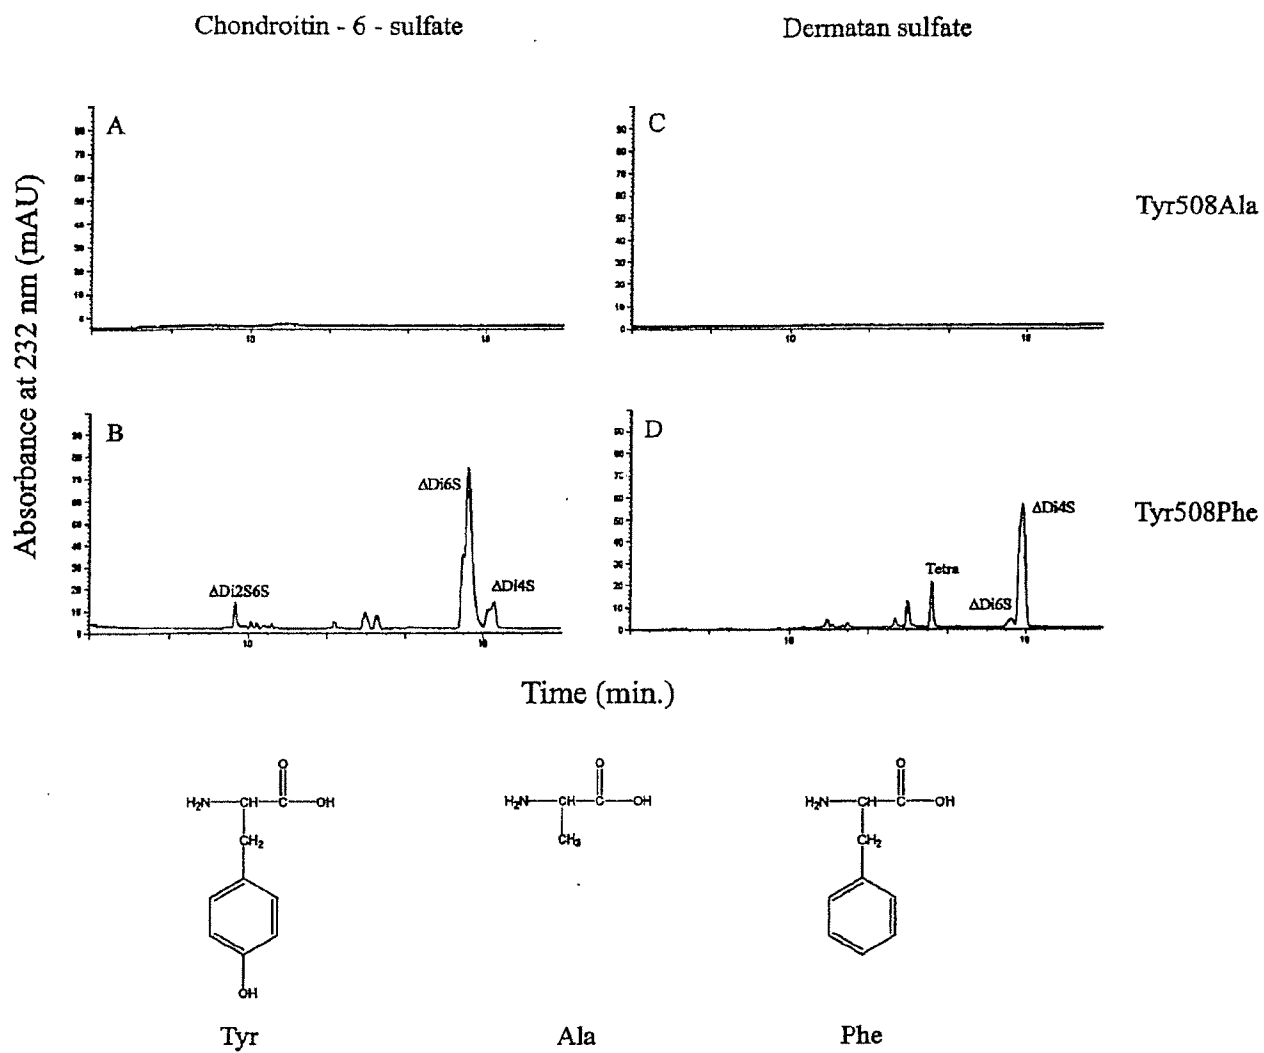 Chondroitin - 6 - sulfate
Dermatan sulfate
Absorbance at 232 nm (mAU)
A
C
Tyr508Ala
B
ΔDi2S6S
ΔDi6S
ΔDi4S
D
Tetra
ΔDi6S
ΔDi4S
Tyr508Phe
Time (min.)
O
H₂N
CH
C
OH
CH₂
OH
O
H₂N
CH
C
OH
CH₃
O
H₂N
CH
C
OH
CH₂
Tyr
Ala
Phe